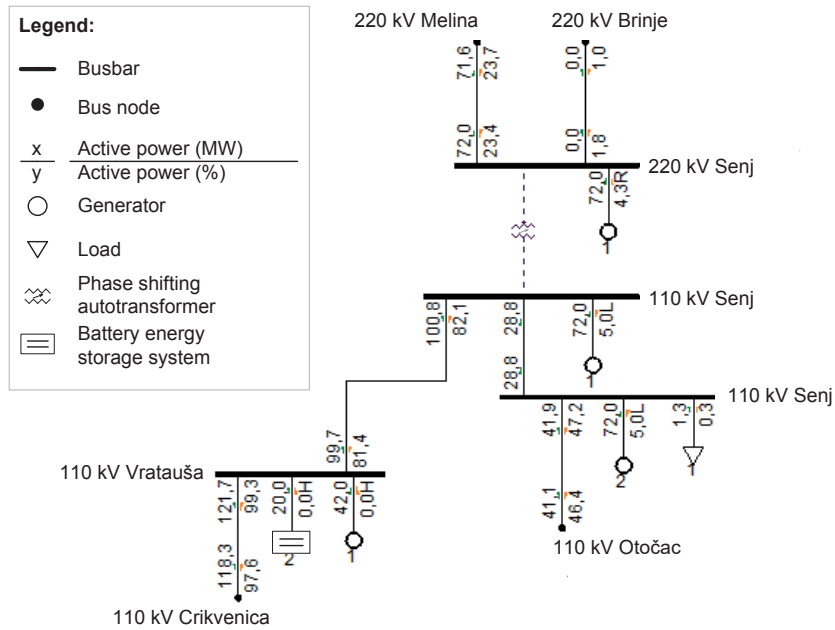 Legend:
Busbar
Bus node
x Active power (MW)
y Active power (%)
Generator
Load
Phase shifting
autotransformer
Battery energy
storage system
220 kV Melina
220 kV Brinje
71,6
23,7
0,0
1,0
72,0
23,4
0,0
1,8
220 kV Senj
72,0
4,3R
1
110 kV Senj
100,8
82,1
28,8
72,0
5,0L
1
28,8
110 kV Senj
41,9
47,2
72,0
5,0L
2
1,3
0,3
1
99,7
81,4
110 kV Vratauša
121,7
99,3
20,0
0,0H
2
42,0
0,0H
1
41,1
46,4
110 kV Otočac
118,3
97,6
110 kV Crikvenica